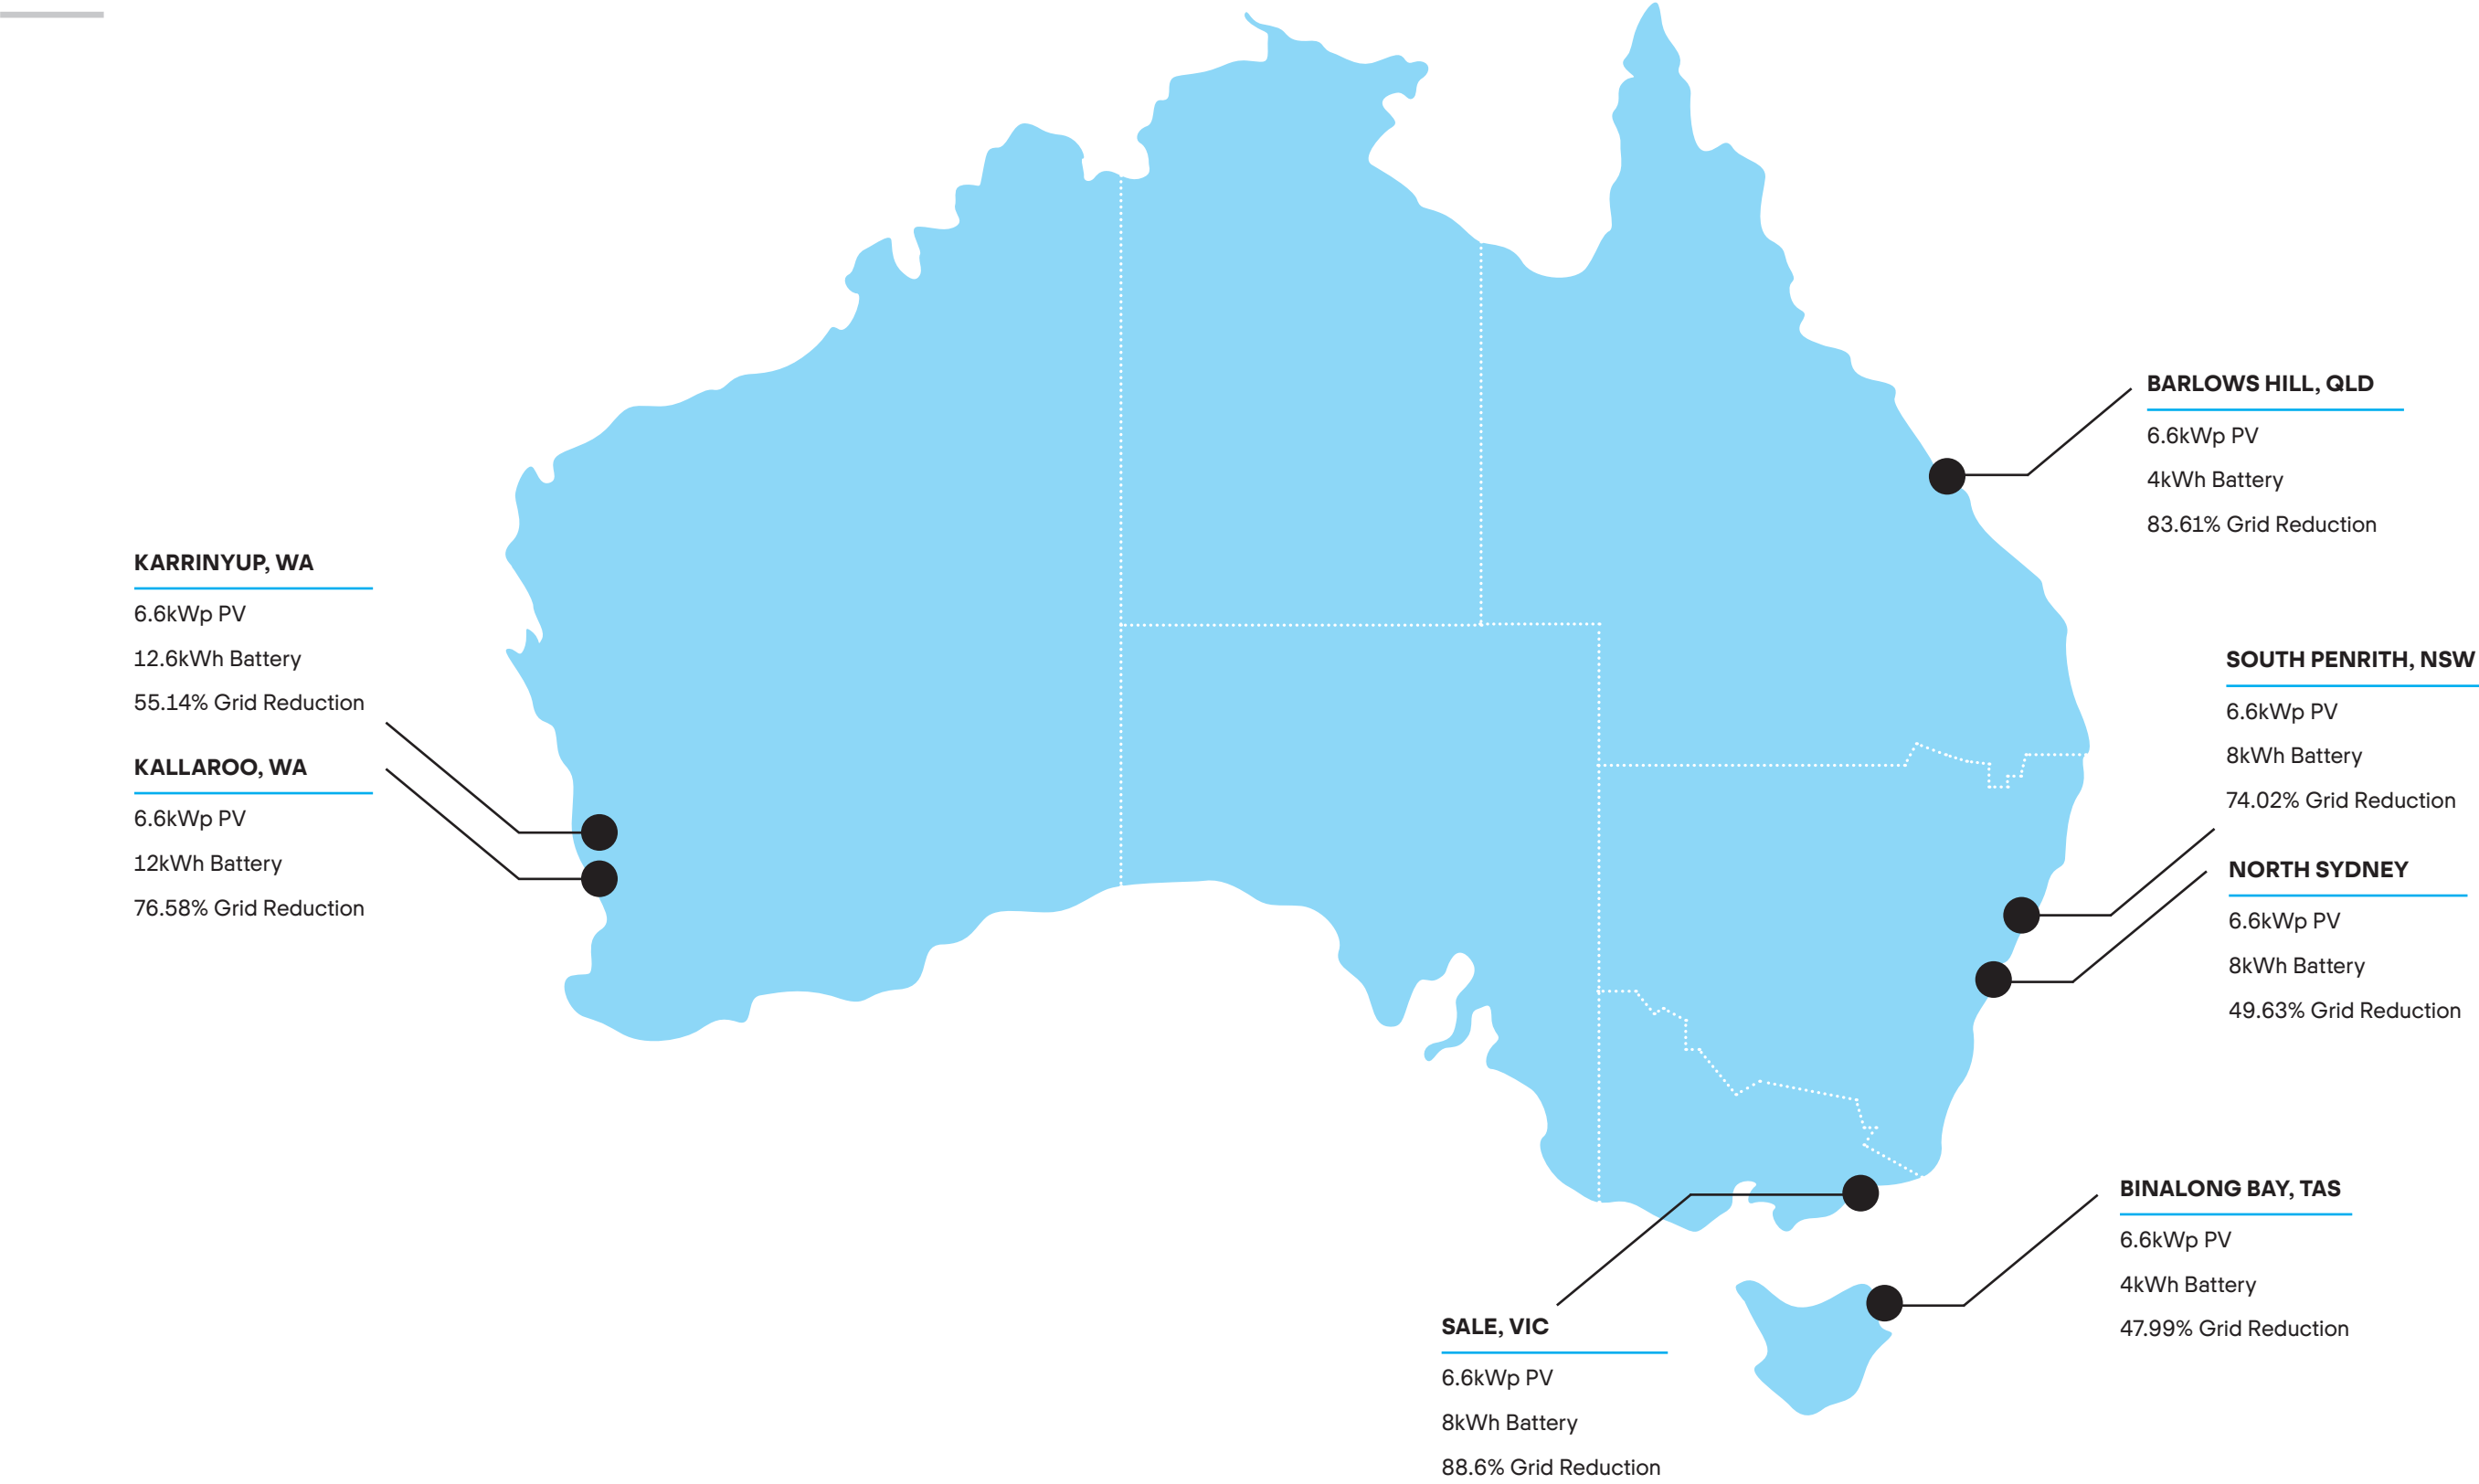 BARLOWS HILL, QLD
6.6kWp PV
4kWh Battery
83.61% Grid Reduction
KARRINYUP, WA
6.6kWp PV
12.6kWh Battery
55.14% Grid Reduction
KALLAROO, WA
6.6kWp PV
12kWh Battery
76.58% Grid Reduction
SOUTH PENRITH, NSW
6.6kWp PV
8kWh Battery
74.02% Grid Reduction
NORTH SYDNEY
6.6kWp PV
8kWh Battery
49.63% Grid Reduction
BINALONG BAY, TAS
6.6kWp PV
4kWh Battery
47.99% Grid Reduction
SALE, VIC
6.6kWp PV
8kWh Battery
88.6% Grid Reduction